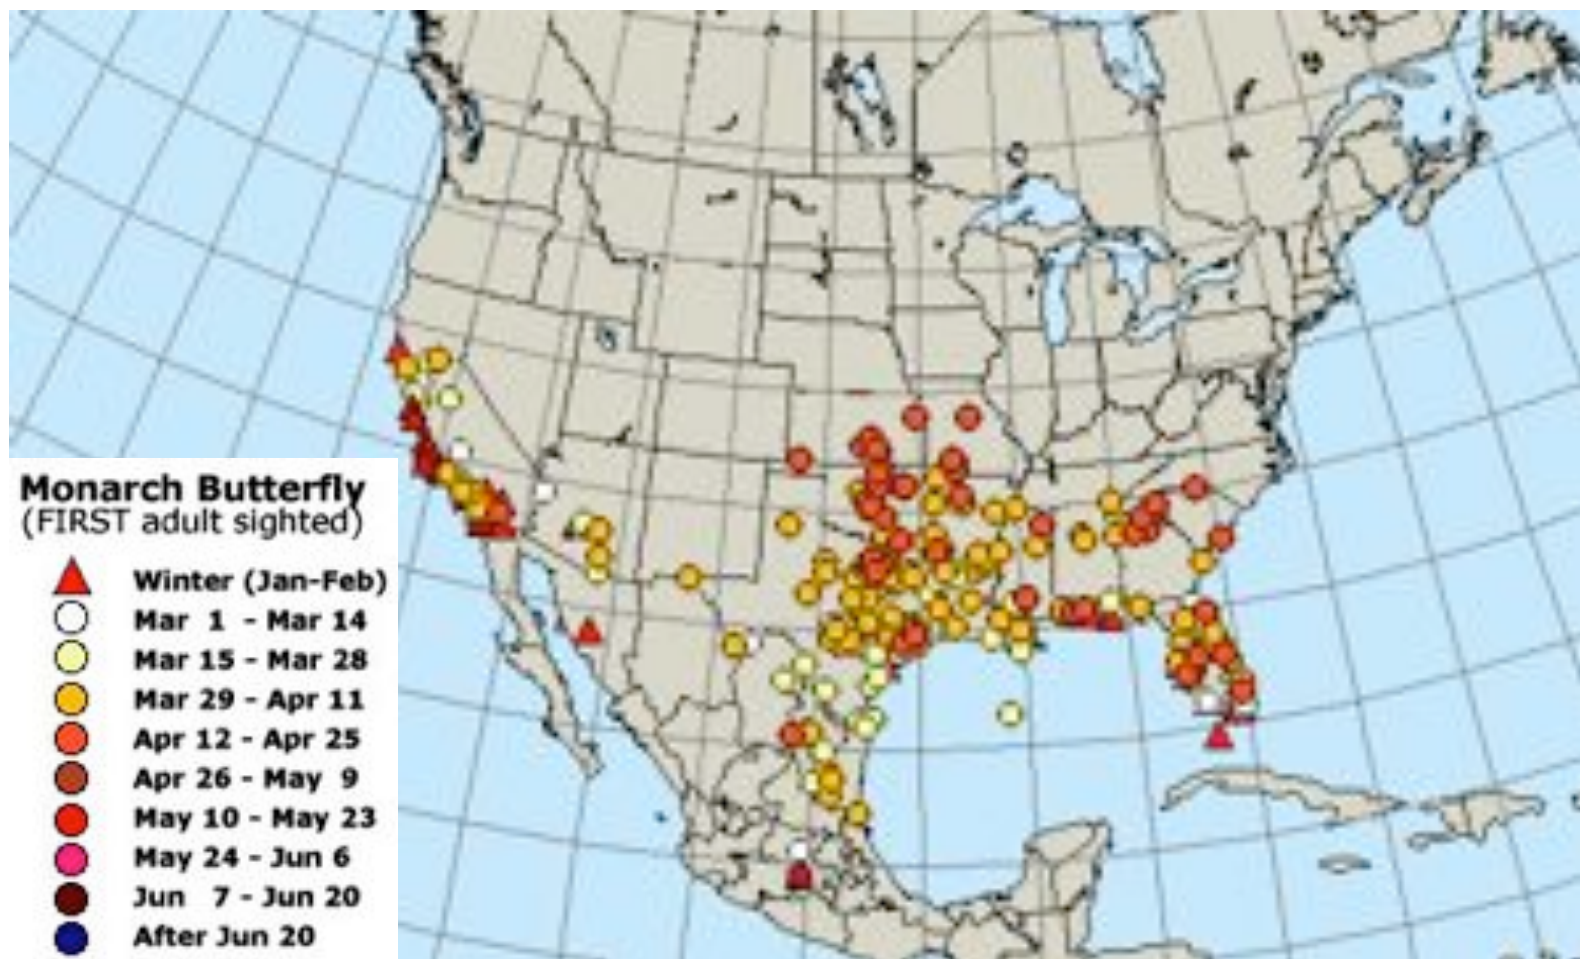 Monarch Butterfly
(FIRST adult sighted)
Winter (Jan-Feb)
Mar 1 - Mar 14
Mar 15 - Mar 28
Mar 29 - Apr 11
Apr 12 - Apr 25
Apr 26 - May 9
May 10 - May 23
May 24 - Jun 6
Jun 7 - Jun 20
After Jun 20